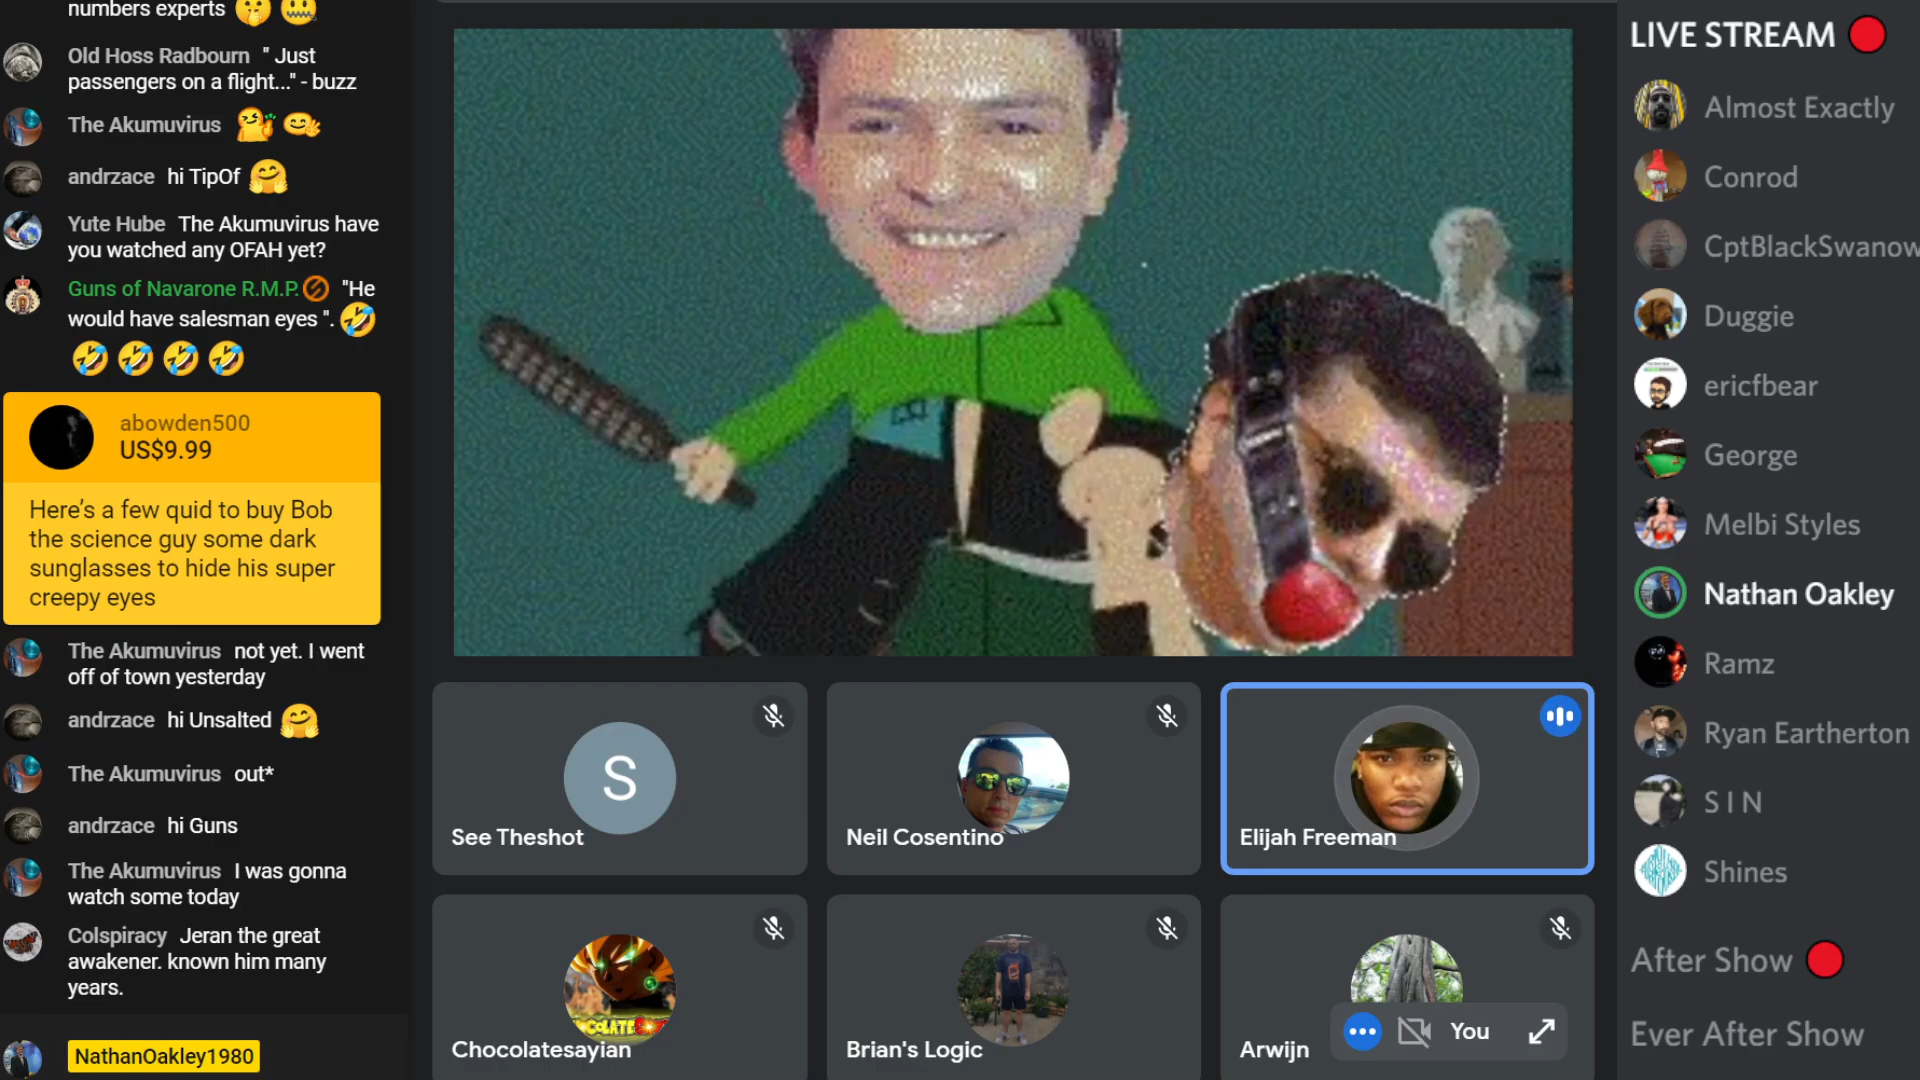 numbers experts
Old Hoss Radbourn " Just
passengers on a flight..." - buzz
The Akumuvirus
andrzace hi TipOf
Yute Hube The Akumuvirus have
you watched any OFAH yet?
Guns of Navarone R.M.P. "He
would have salesman eyes ".
abowden500
US$9.99
Here's a few quid to buy Bob
the science guy some dark
sunglasses to hide his super
creepy eyes
The Akumuvirus not yet. I went
off of town yesterday
andrzace hi Unsalted
The Akumuvirus out*
andrzace hi Guns
The Akumuvirus I was gonna
watch some today
Colspiracy Jeran the great
awakener. known him many
years.
NathanOakley1980
S
See Theshot
Neil Cosentino
Elijah Freeman
Chocolatesayian
Brian's Logic
Arwijn
You
LIVE STREAM
Almost Exactly
Conrod
CptBlackSwanow
Duggie
ericfbear
George
Melbi Styles
Nathan Oakley
Ramz
Ryan Eartherton
S I N
Shines
After Show
Ever After Show